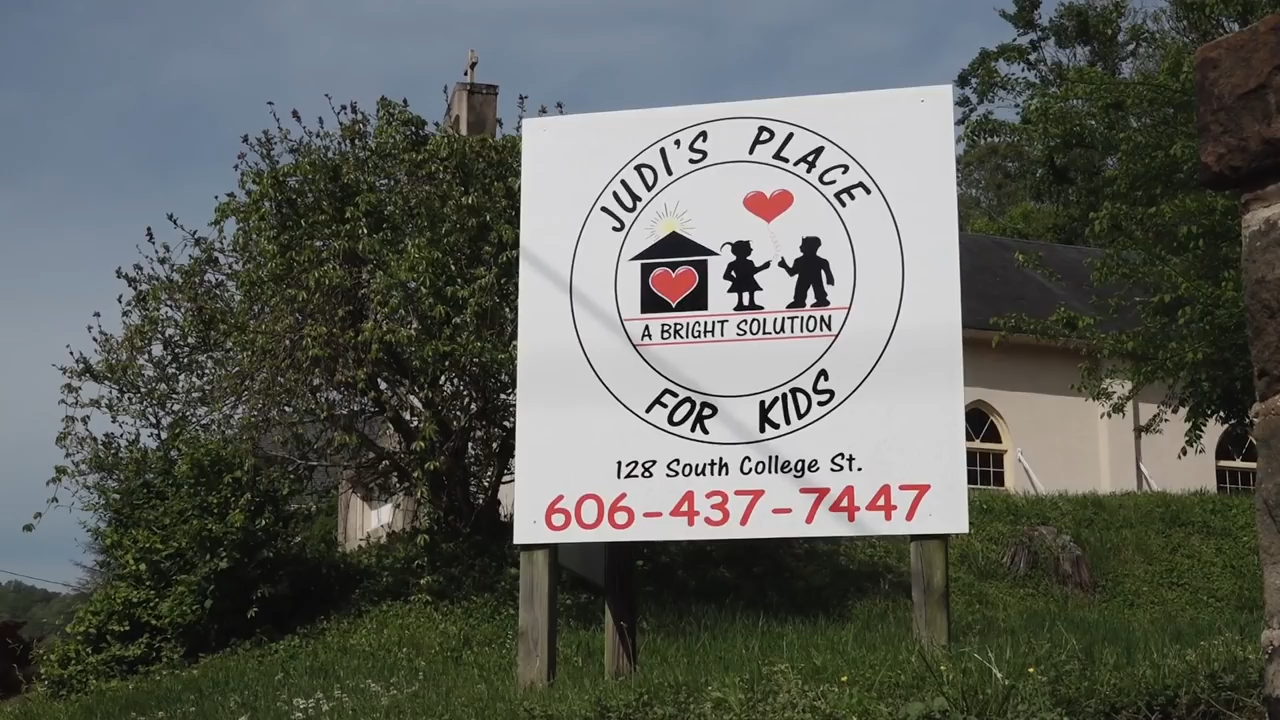 JUDI'S PLACE
A BRIGHT SOLUTION
FOR KIDS
128 South College St.
606-437-7447